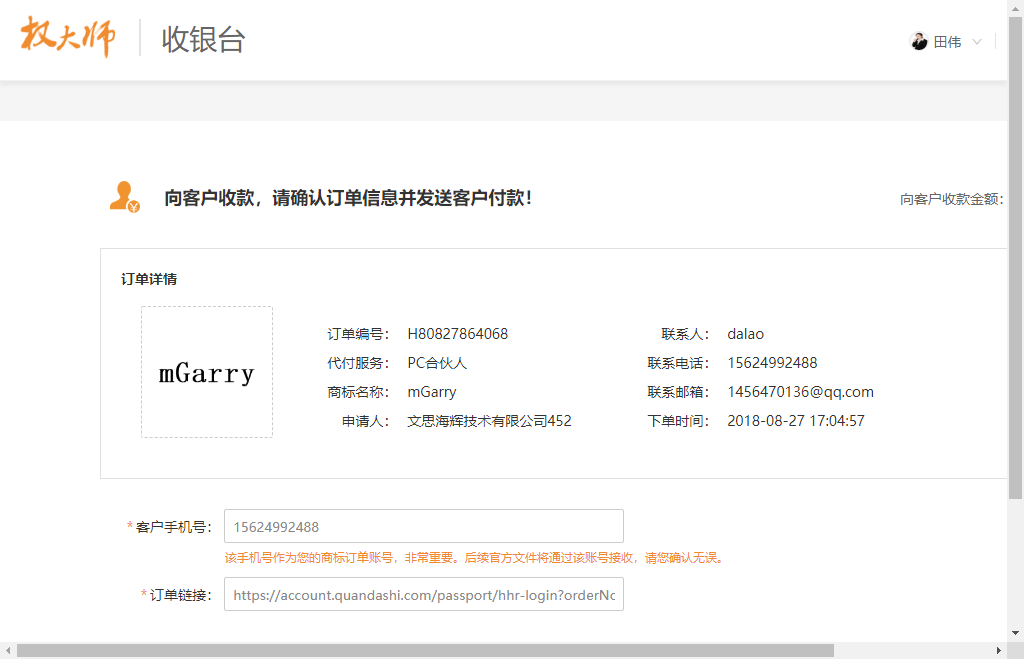 权大师 收银台 田伟
向客户收款，请确认订单信息并发送客户付款！ 向客户收款金额：
订单详情
mGarry
订单编号： H80827864068 联系人： dalao
代付服务： PC合伙人 联系电话： 15624992488
商标名称： mGarry 联系邮箱： 1456470136@qq.com
申请人： 文思海辉技术有限公司452 下单时间： 2018-08-27 17:04:57
*客户手机号： 15624992488
该手机号作为您的商标订单账号，非常重要。后续官方文件将通过该账号接收，请您确认无误。
*订单链接： https://account.quandashi.com/passport/hhr-login?orderNo